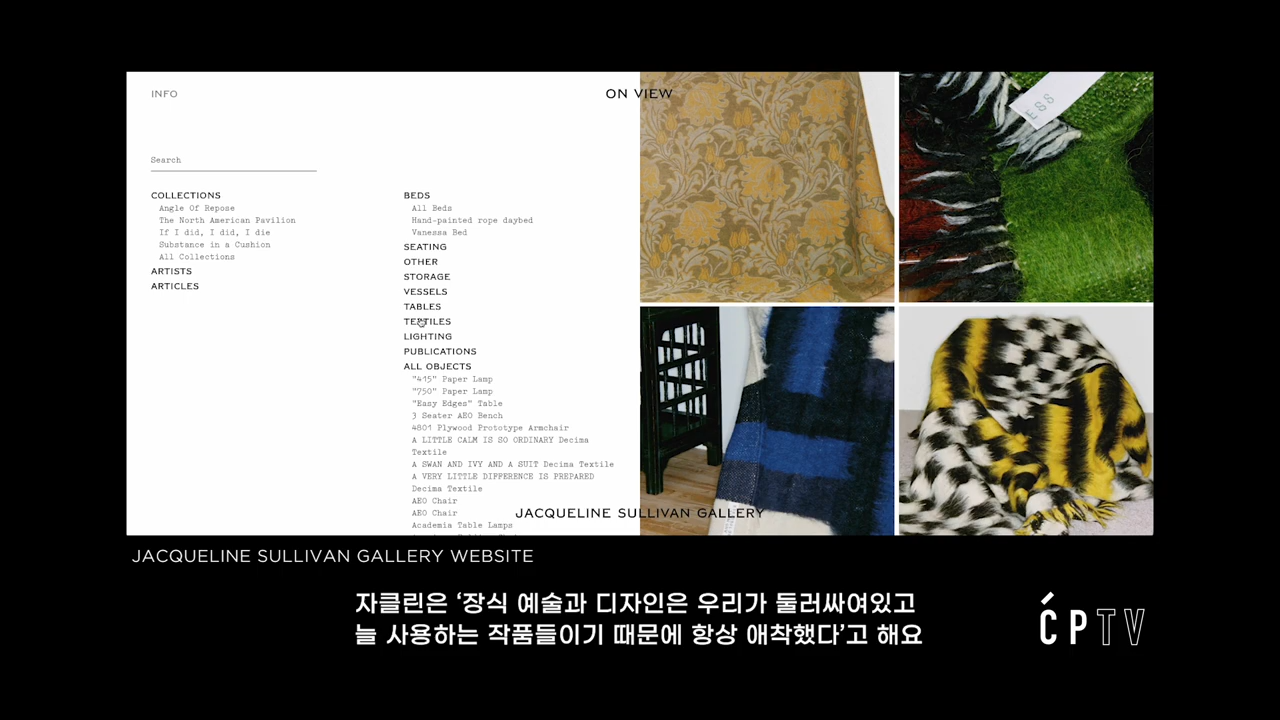 INFO
ON VIEW
Search
COLLECTIONS
Angle Of Repose
The North American Pavilion
If I did, I did, I die
Substance in a Cushion
All Collections
ARTISTS
ARTICLES
BEDS
All Beds
Hand-painted rope daybed
Vanessa Bed
SEATING
OTHER
STORAGE
VESSELS
TABLES
TEXTILES
LIGHTING
PUBLICATIONS
ALL OBJECTS
"415" Paper Lamp
"750" Paper Lamp
"Easy Edges" Table
3 Seater AEO Bench
4801 Plywood Prototype Armchair
A LITTLE CALM IS SO ORDINARY Decima
Textile
A SWAN AND IVY AND A SUIT Decima Textile
A VERY LITTLE DIFFERENCE IS PREPARED
Decima Textile
AEO Chair
AEO Chair
Academia Table Lamps
ESS
JACQUELINE SULLIVAN GALLERY
JACQUELINE SULLIVAN GALLERY WEBSITE
자클린은 ‘장식 예술과 디자인은 우리가 둘러싸여있고
늘 사용하는 작품들이기 때문에 항상 애착했다’고 해요
ĆPTV